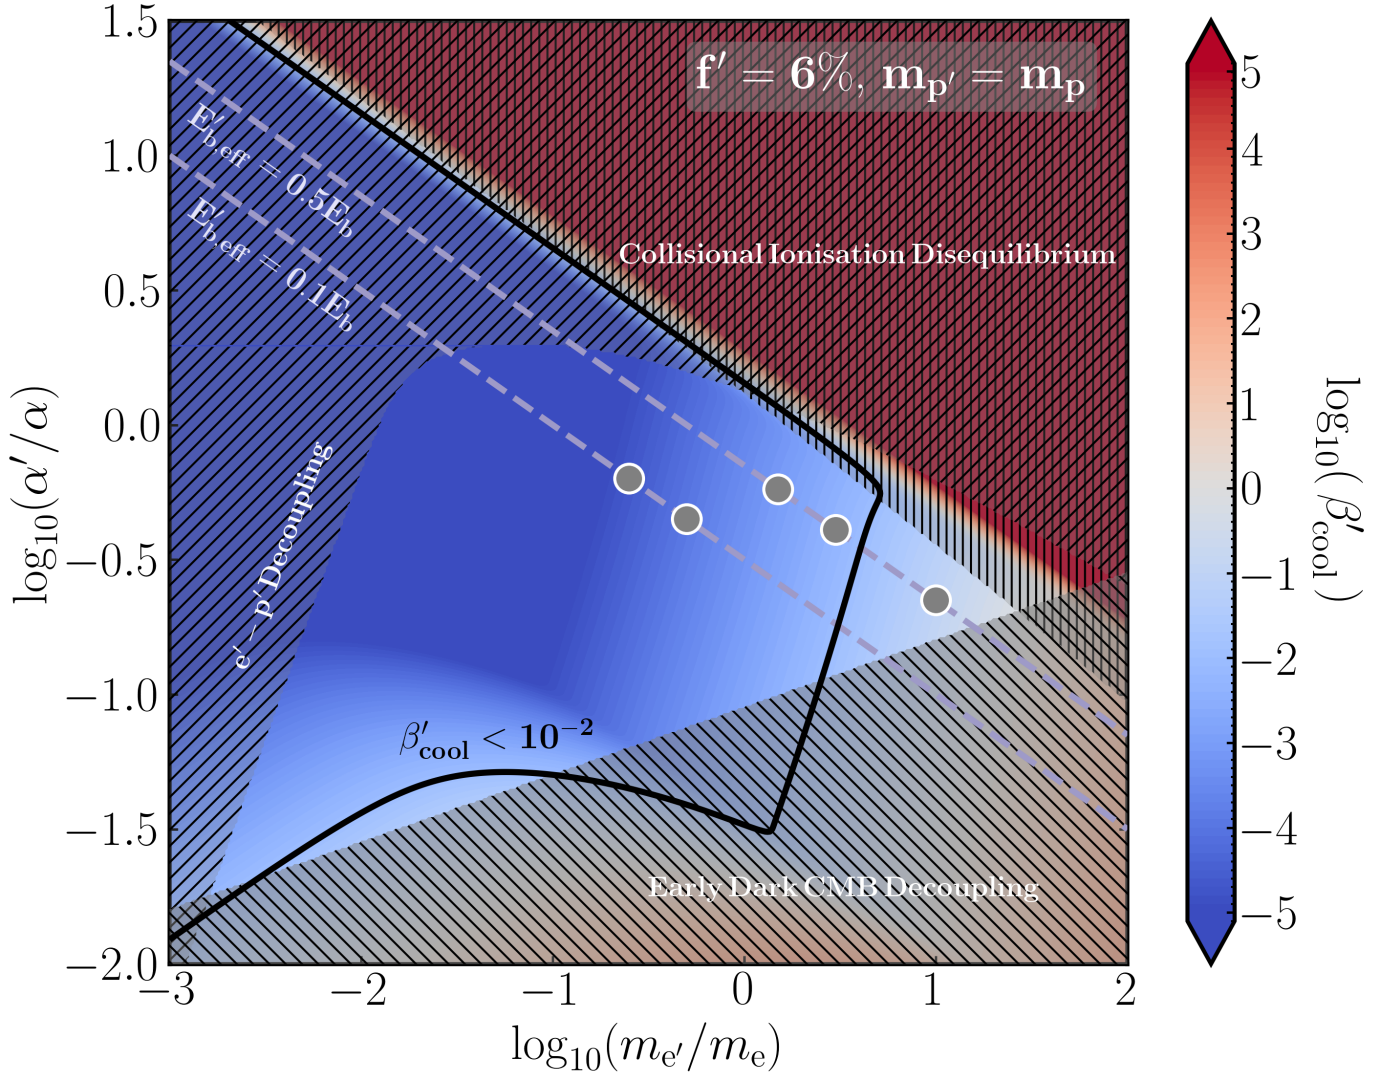 f′ = 6%, m_p′ = m_p
E′_b,eff = 0.5E_b
E′_b,eff = 0.1E_b
Collisional Ionisation Disequilibrium
e′ − p′ Decoupling
β′_cool < 10⁻²
Early Dark CMB Decoupling
1.5
1.0
0.5
0.0
−0.5
−1.0
−1.5
−2.0
log₁₀(α′/α)
−3
−2
−1
0
1
2
log₁₀(m_e′/m_e)
5
4
3
2
1
0
−1
−2
−3
−4
−5
log₁₀(β′_cool)